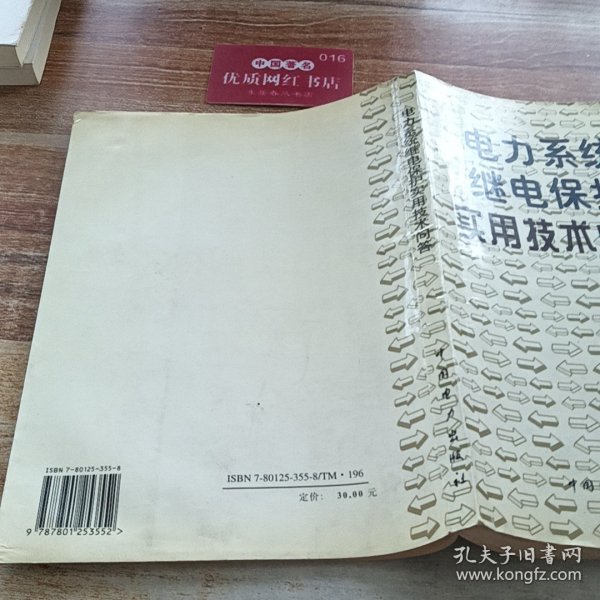 016
中国著名
优质网红书店
电力系统继电保护实用技术问答
中国电力出版社
电力系统
继电保护
实用技术
中国
ISBN 7-80125-355-8
9 787801 253552 >
ISBN 7-80125-355-8/TM·196
定价: 30.00 元
孔夫子旧书网
www.kongfz.com